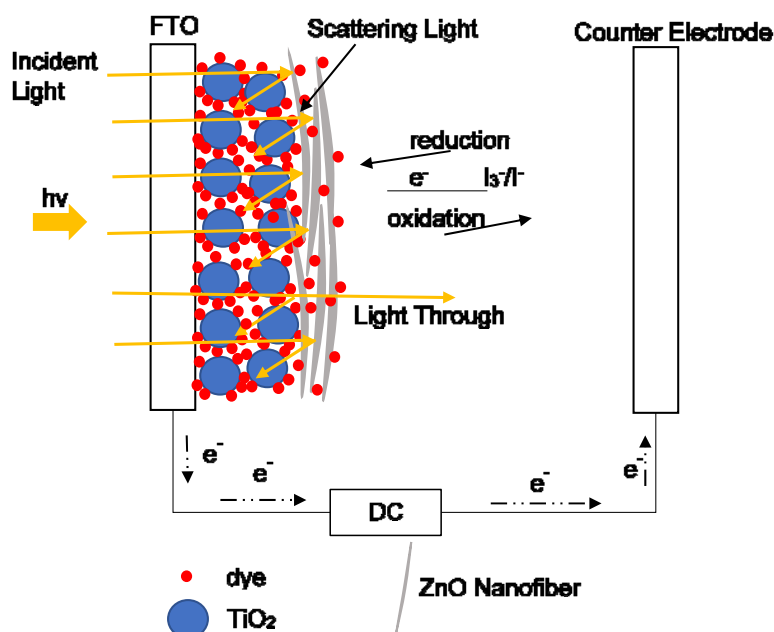 FTO
Scattering Light
Counter Electrode
Incident
Light
reduction
e⁻ I₃⁻/I⁻
hv
oxidation
Light Through
e⁻
e⁻
e⁻
e⁻
DC
dye
ZnO Nanofiber
TiO₂